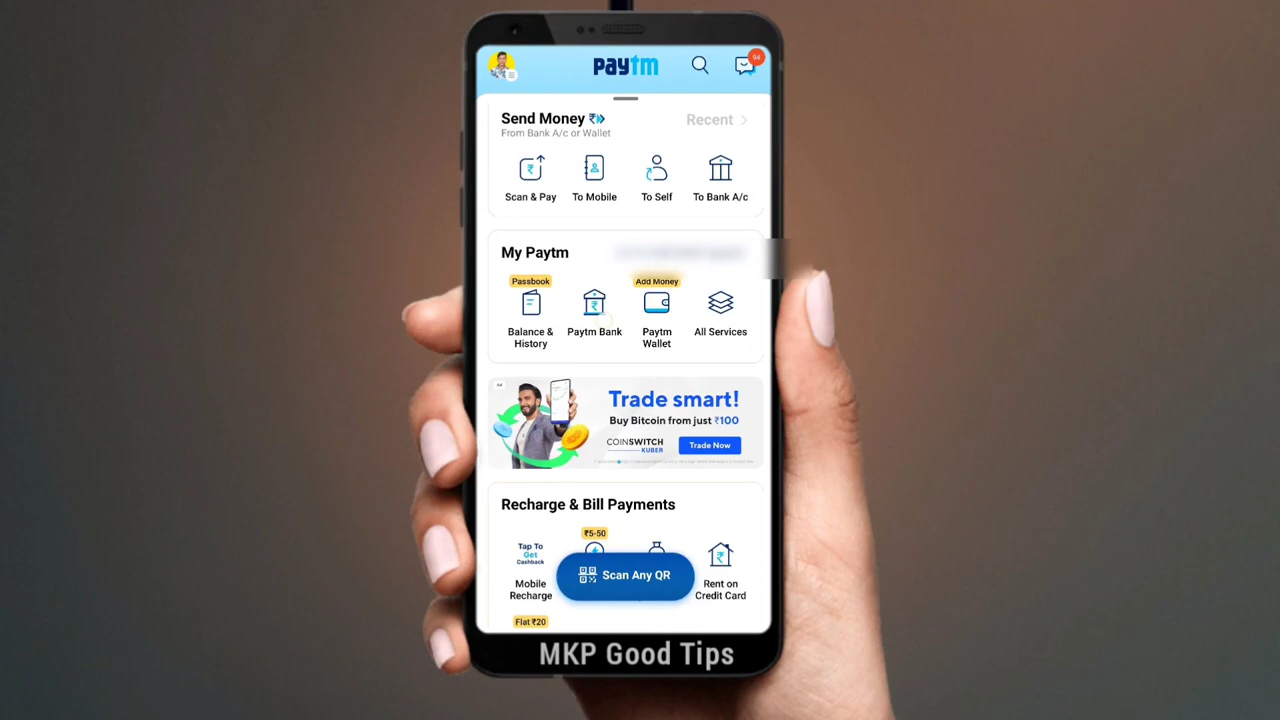 paytm
94
Send Money
Recent
From Bank A/c or Wallet
Scan & Pay
To Mobile
To Self
To Bank A/c
My Paytm
Passbook
Add Money
Balance & History
Paytm Bank
Paytm Wallet
All Services
Ad
Trade smart!
Buy Bitcoin from just ₹100
COINSWITCH
KUBER
Trade Now
Recharge & Bill Payments
₹5-50
Tap To
Get
Cashback
Mobile Recharge
Rent on Credit Card
Scan Any QR
Flat ₹20
MKP Good Tips